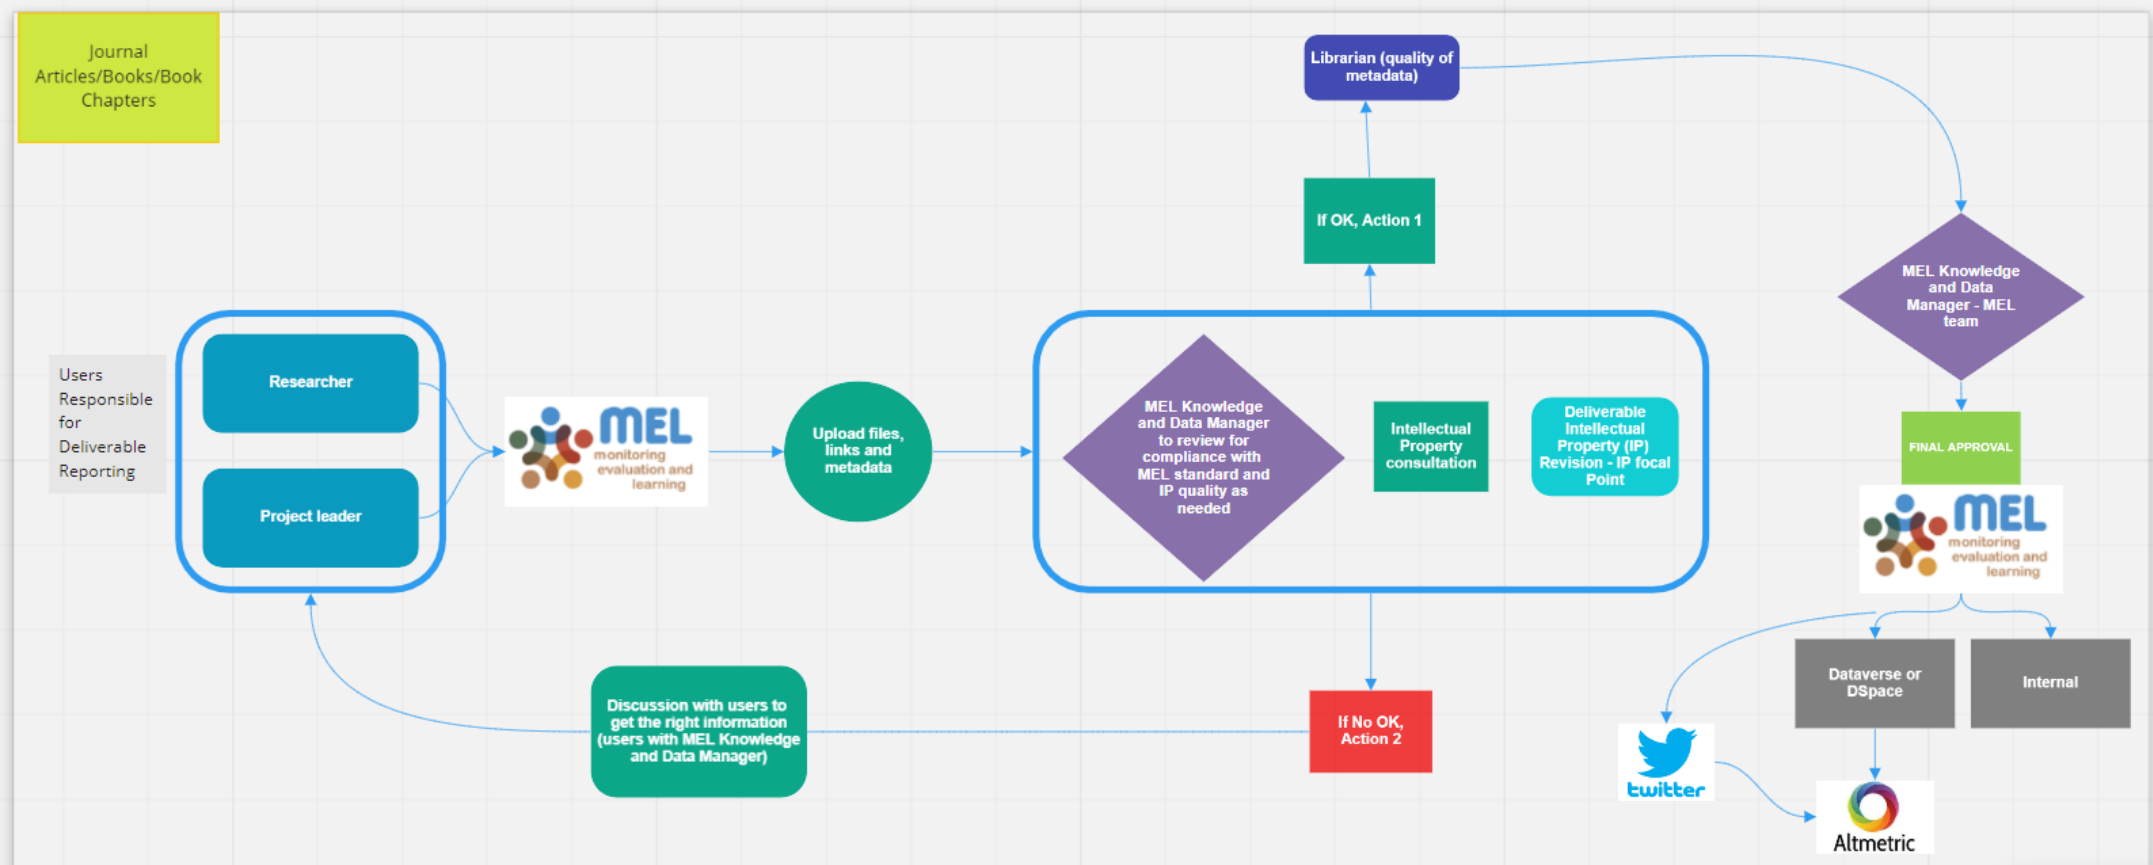 Journal
Articles/Books/Book
Chapters
Users
Responsible
for
Deliverable
Reporting
Researcher
Project leader
MEL
monitoring
evaluation and
learning
Upload files,
links and
metadata
MEL Knowledge
and Data Manager
to review for
compliance with
MEL standard and
IP quality as
needed
Intellectual
Property
consultation
Deliverable
Intellectual
Property (IP)
Revision - IP focal
Point
If OK, Action 1
Librarian (quality of
metadata)
MEL Knowledge
and Data
Manager - MEL
team
FINAL APPROVAL
MEL
monitoring
evaluation and
learning
Dataverse or
DSpace
Internal
twitter
Altmetric
If No OK,
Action 2
Discussion with users to
get the right information
(users with MEL Knowledge
and Data Manager)